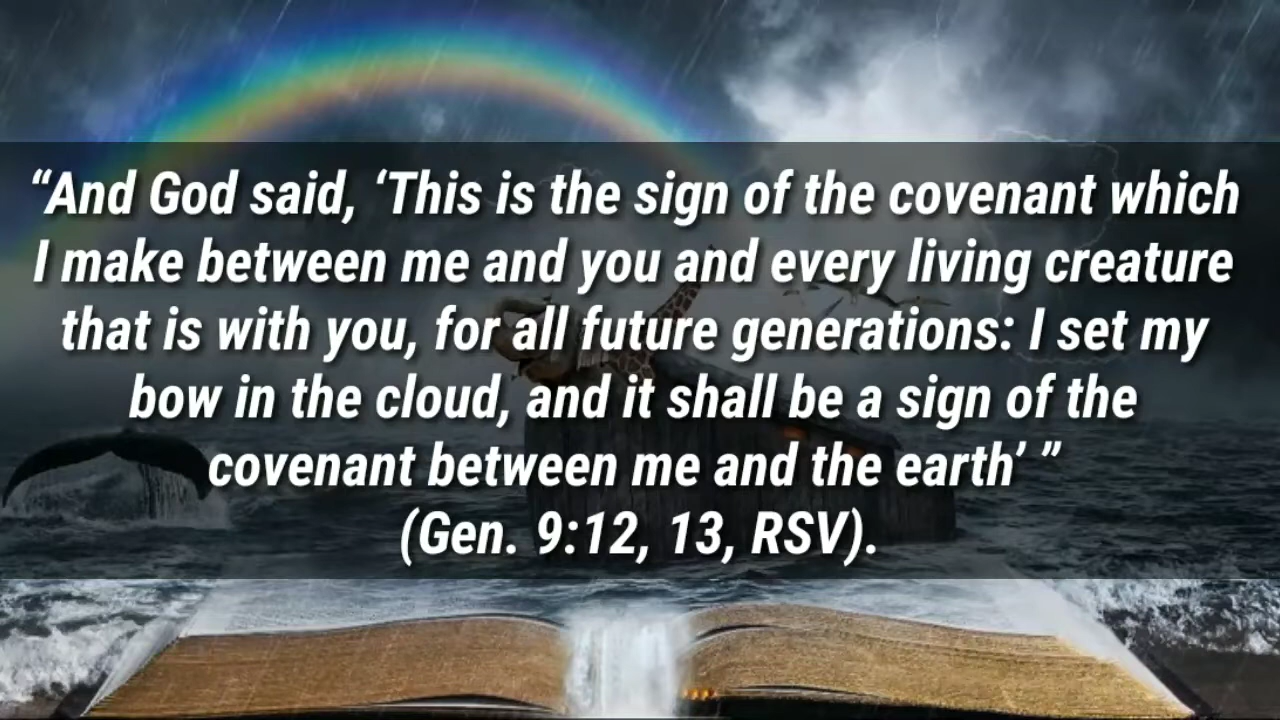 “And God said, ‘This is the sign of the covenant which
I make between me and you and every living creature
that is with you, for all future generations: I set my
bow in the cloud, and it shall be a sign of the
covenant between me and the earth’ ”
(Gen. 9:12, 13, RSV).